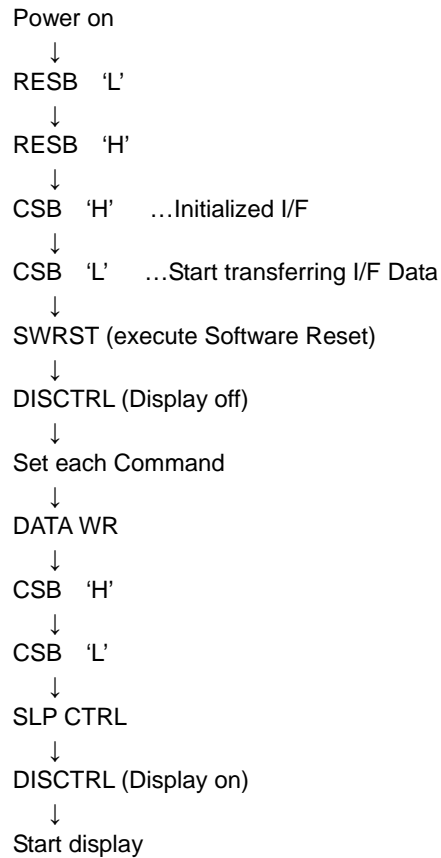 Power on
↓
RESB ‘L’
↓
RESB ‘H’
↓
CSB ‘H’ …Initialized I/F
↓
CSB ‘L’ …Start transferring I/F Data
↓
SWRST (execute Software Reset)
↓
DISCTRL (Display off)
↓
Set each Command
↓
DATA WR
↓
CSB ‘H’
↓
CSB ‘L’
↓
SLP CTRL
↓
DISCTRL (Display on)
↓
Start display